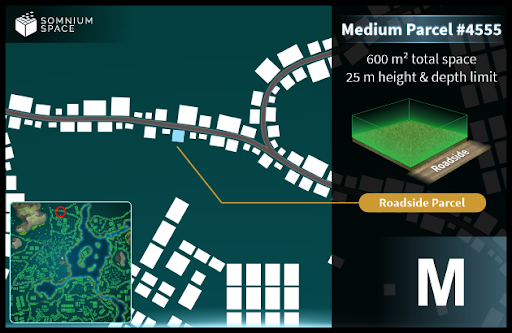 SOMNIUM
SPACE
Medium Parcel #4555
600 m² total space
25 m height & depth limit
Roadside
Roadside Parcel
M